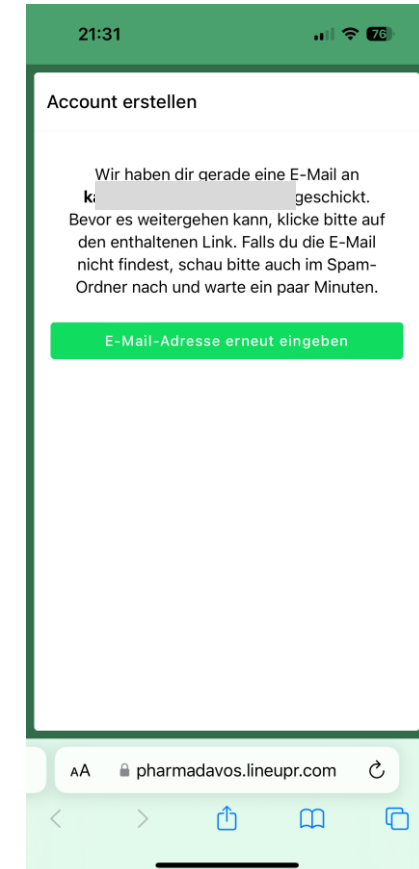 21:31
76
Account erstellen
Wir haben dir gerade eine E-Mail an
geschickt.
Bevor es weitergehen kann, klicke bitte auf
den enthaltenen Link. Falls du die E-Mail
nicht findest, schau bitte auch im Spam-
Ordner nach und warte ein paar Minuten.
E-Mail-Adresse erneut eingeben
AA pharmadavos.lineupr.com